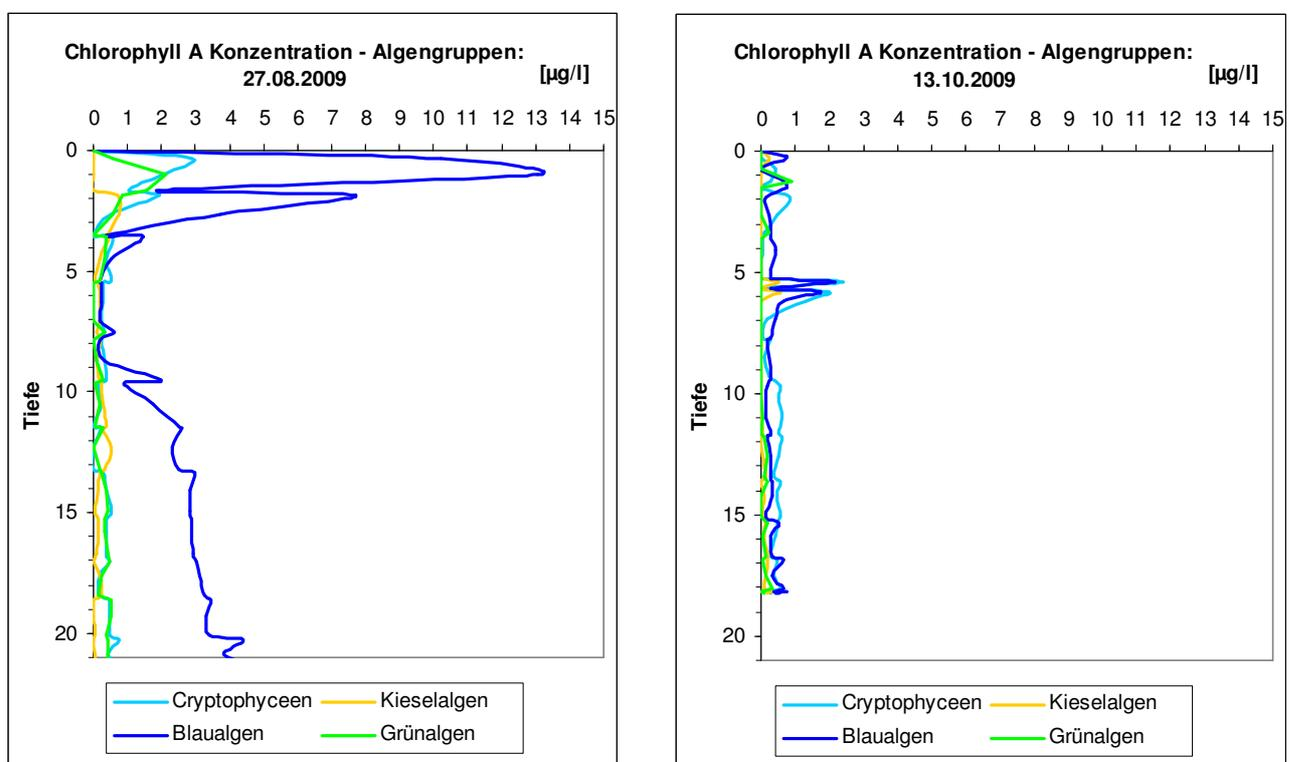 Chlorophyll A Konzentration - Algengruppen:
27.08.2009
[µg/l]
0 1 2 3 4 5 6 7 8 9 10 11 12 13 14 15
0
5
10
15
20
Tiefe
Cryptophyceen Kieselalgen
Blaualgen Grünalgen
Chlorophyll A Konzentration - Algengruppen:
13.10.2009
[µg/l]
0 1 2 3 4 5 6 7 8 9 10 11 12 13 14 15
0
5
10
15
20
Tiefe
Cryptophyceen Kieselalgen
Blaualgen Grünalgen